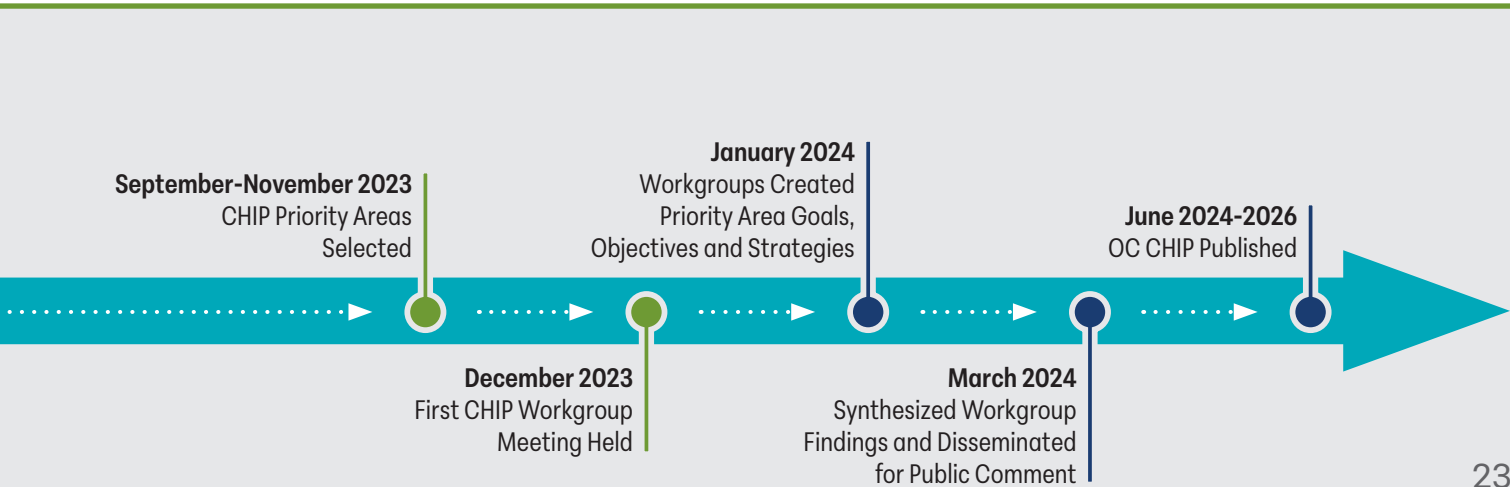 September-November 2023
CHIP Priority Areas
Selected
December 2023
First CHIP Workgroup
Meeting Held
January 2024
Workgroups Created
Priority Area Goals,
Objectives and Strategies
March 2024
Synthesized Workgroup
Findings and Disseminated
for Public Comment
June 2024-2026
OC CHIP Published
23